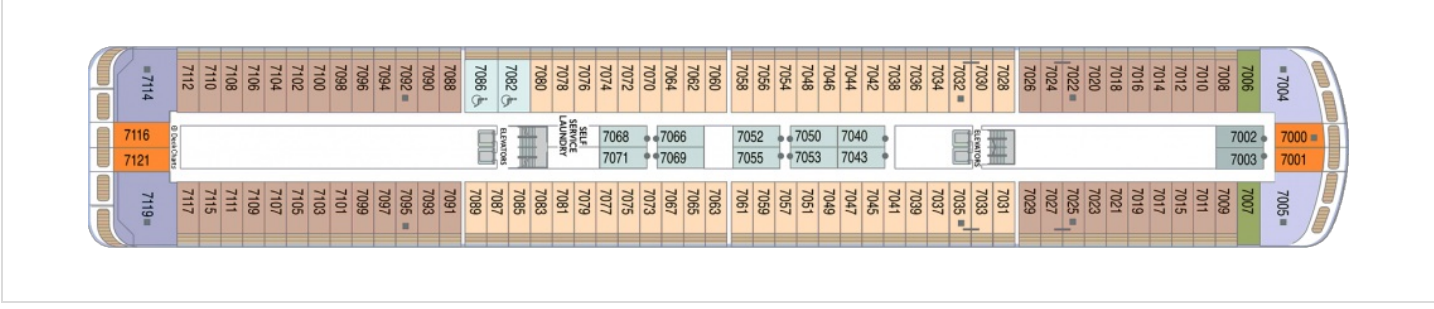 7114 7112 7110 7108 7106 7104 7102 7100 7098 7096 7094 7092 7090 7088 7086 7082 7080 7078 7076 7074 7072 7070 7064 7062 7060 7058 7056 7054 7048 7046 7044 7042 7038 7036 7034 7032 7030 7028 7026 7024 7022 7020 7018 7016 7014 7012 7010 7008 7006 7004
7116 7068 7066 7052 7050 7040 7002 7000
© DeckCharts
ELEVATORS
SELF
SERVICE
LAUNDRY
ELEVATORS
7121 7071 7069 7055 7053 7043 7003 7001
7119 7117 7115 7111 7109 7107 7105 7103 7101 7099 7097 7095 7093 7091 7089 7087 7085 7083 7081 7079 7077 7075 7073 7067 7065 7063 7061 7059 7057 7051 7049 7047 7045 7041 7039 7037 7035 7033 7031 7029 7027 7025 7023 7021 7019 7017 7015 7011 7009 7007 7005